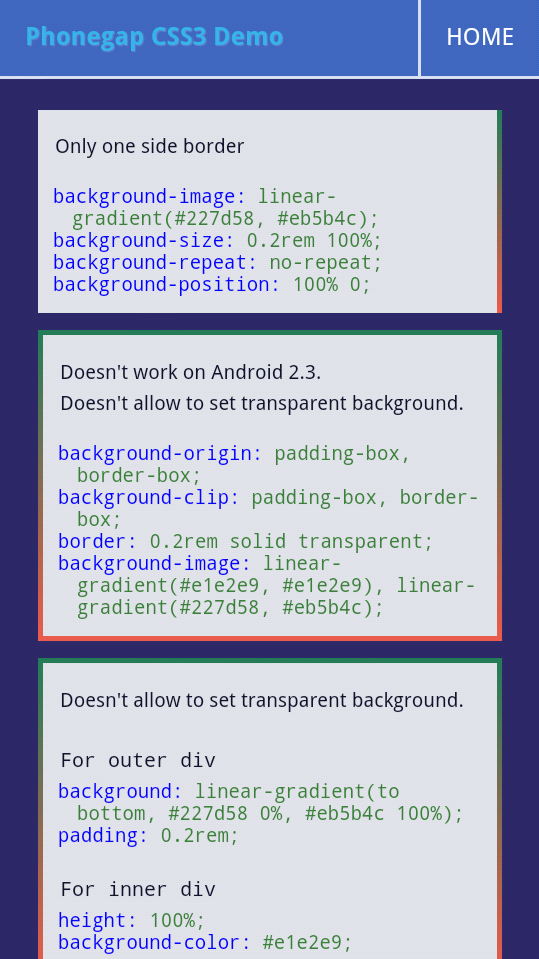 Phonegap CSS3 Demo
HOME
Only one side border
background-image: linear-
gradient(#227d58, #eb5b4c);
background-size: 0.2rem 100%;
background-repeat: no-repeat;
background-position: 100% 0;
Doesn't work on Android 2.3.
Doesn't allow to set transparent background.
background-origin: padding-box,
border-box;
background-clip: padding-box, border-
box;
border: 0.2rem solid transparent;
background-image: linear-
gradient(#e1e2e9, #e1e2e9), linear-
gradient(#227d58, #eb5b4c);
Doesn't allow to set transparent background.
For outer div
background: linear-gradient(to
bottom, #227d58 0%, #eb5b4c 100%);
padding: 0.2rem;
For inner div
height: 100%;
background-color: #e1e2e9;